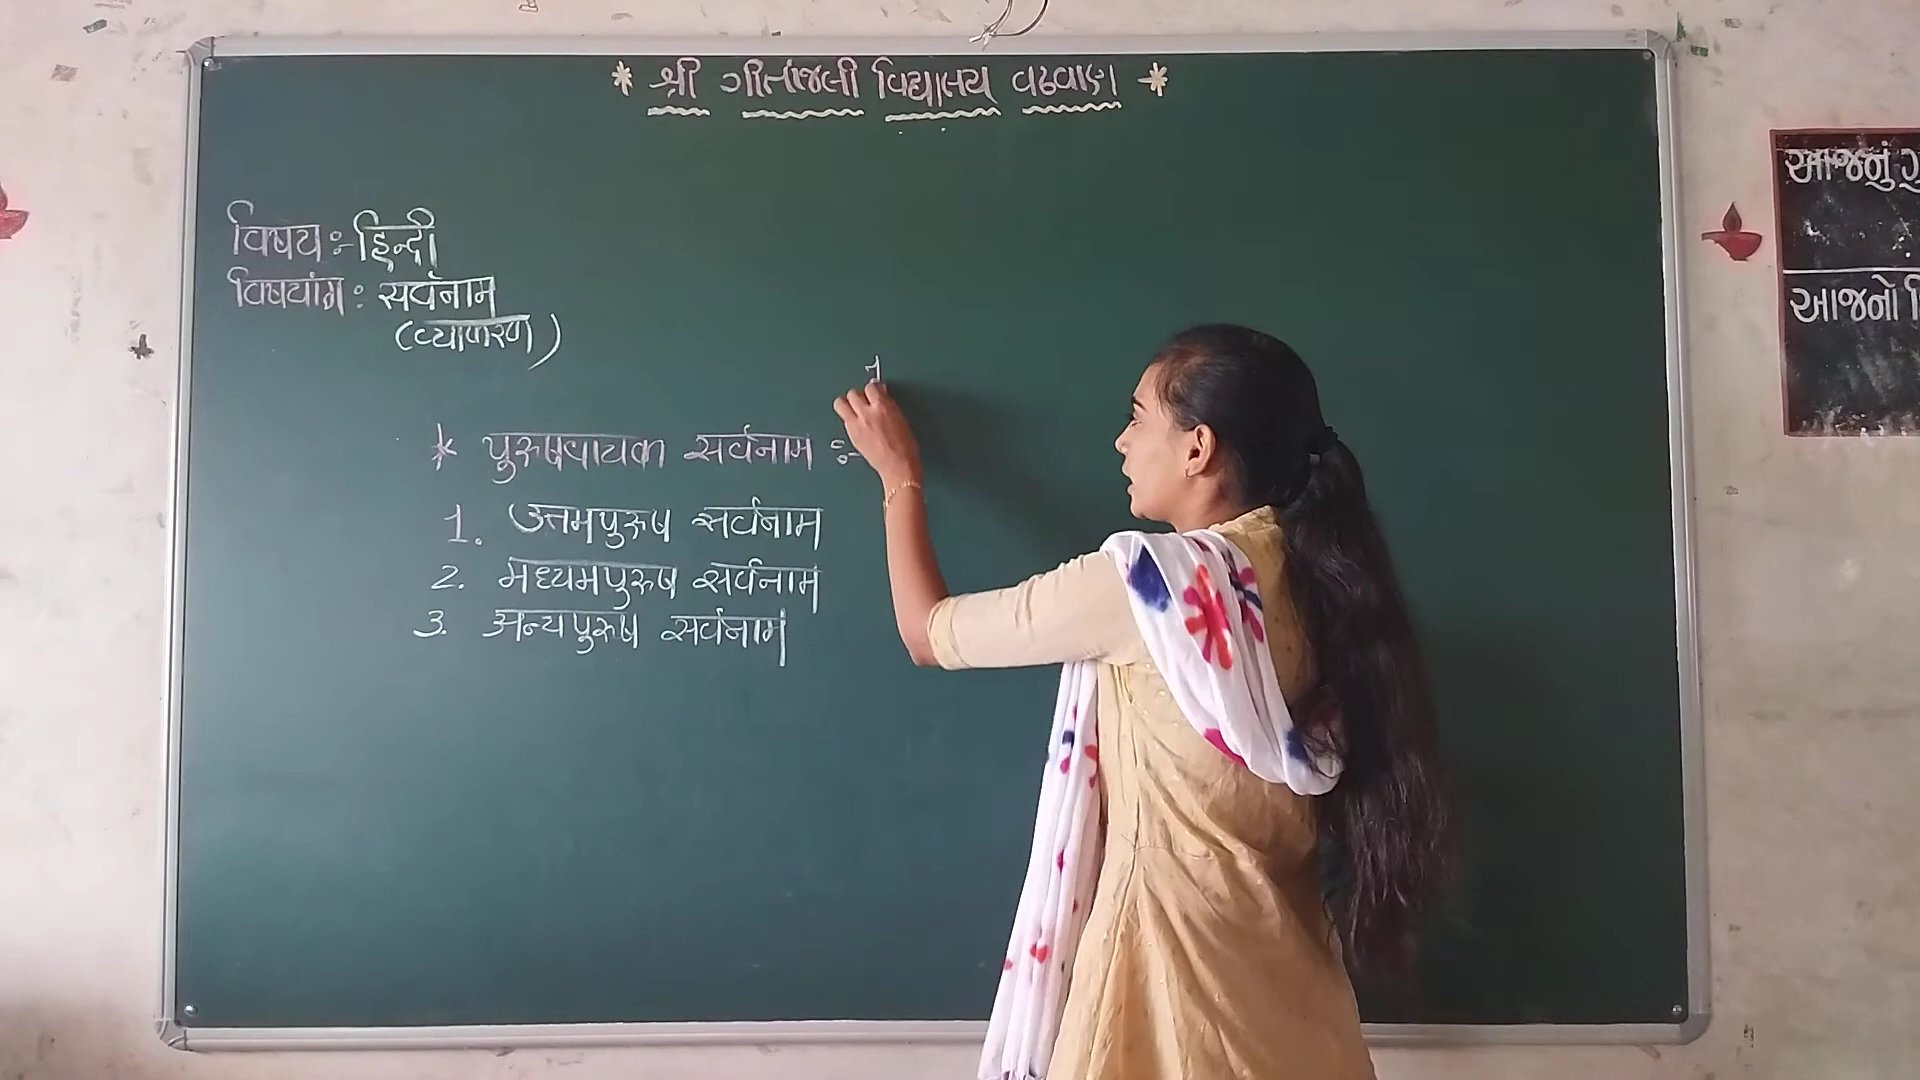 * श्री गीतांजली विद्यालय वढवाण *
विषय :- हिन्दी
विषयांग : सर्वनाम
(व्याकरण)
* पुरुषवाचक सर्वनाम :-
1. उत्तमपुरुष सर्वनाम
2. मध्यमपुरुष सर्वनाम
3. अन्यपुरुष सर्वनाम
આજનું
આજનો